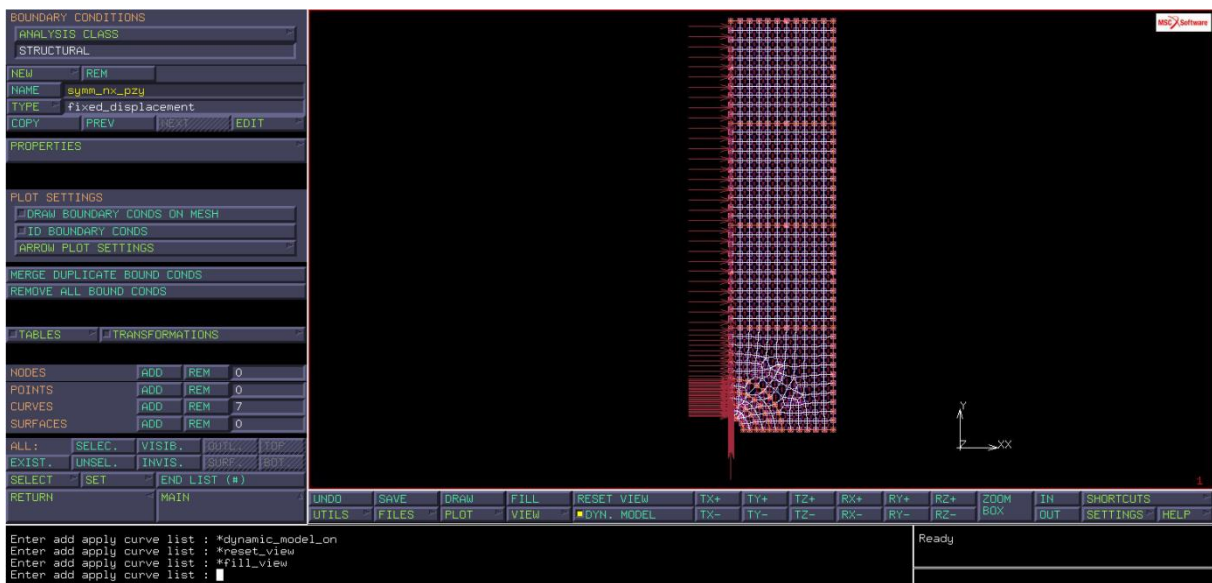 BOUNDARY CONDITIONS
ANALYSIS CLASS
STRUCTURAL
NEW REM
NAME symm_nx_pzy
TYPE fixed_displacement
COPY PREV NEXT EDIT
PROPERTIES
PLOT SETTINGS
DRAW BOUNDARY CONDS ON MESH
ID BOUNDARY CONDS
ARROW PLOT SETTINGS
MERGE DUPLICATE BOUND CONDS
REMOVE ALL BOUND CONDS
TABLES TRANSFORMATIONS
NODES ADD REM 0
POINTS ADD REM 0
CURVES ADD REM 7
SURFACES ADD REM 0
ALL: SELEC. VISIB. OUTL. TOP
EXIST. UNSEL. INVIS. SURF. BOT.
SELECT SET END LIST (#)
RETURN MAIN
MSC Software
Y
Z XX
1
UNDO SAVE DRAW FILL RESET VIEW TX+ TY+ TZ+ RX+ RY+ RZ+ ZOOM BOX IN SHORTCUTS
UTILS FILES PLOT VIEW DYN. MODEL TX- TY- TZ- RX- RY- RZ- OUT SETTINGS HELP
Enter add apply curve list : *dynamic_model_on
Enter add apply curve list : *reset_view
Enter add apply curve list : *fill_view
Enter add apply curve list :
Ready